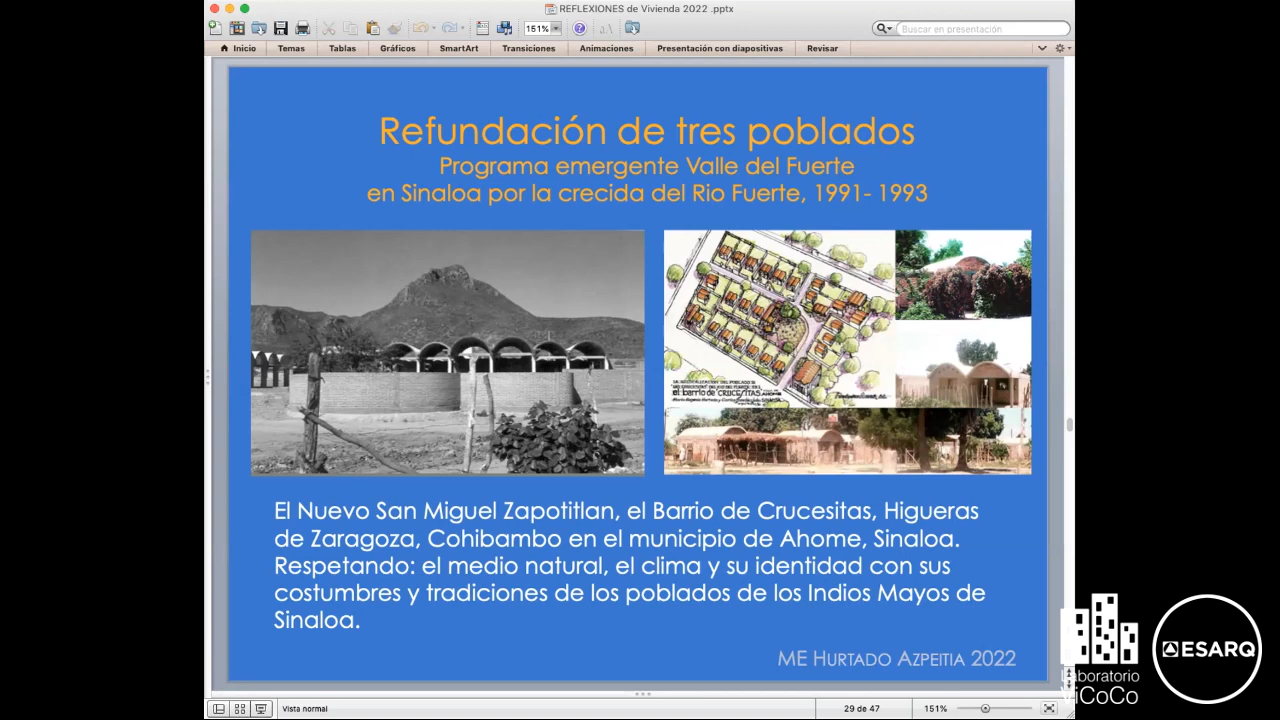 REFLEXIONES de Vivienda 2022 .pptx
151%
Buscar en presentación
Inicio Temas Tablas Gráficos SmartArt Transiciones Animaciones Presentación con diapositivas Revisar
Refundación de tres poblados
Programa emergente Valle del Fuerte
en Sinaloa por la crecida del Rio Fuerte, 1991- 1993
el barrio de CRUCESITAS AHOME
El Nuevo San Miguel Zapotitlan, el Barrio de Crucesitas, Higueras
de Zaragoza, Cohibambo en el municipio de Ahome, Sinaloa.
Respetando: el medio natural, el clima y su identidad con sus
costumbres y tradiciones de los poblados de los Indios Mayos de
Sinaloa.
ME HURTADO AZPEITIA 2022
Laboratorio
ViCoCo
ESARQ
Vista normal
29 de 47
151%